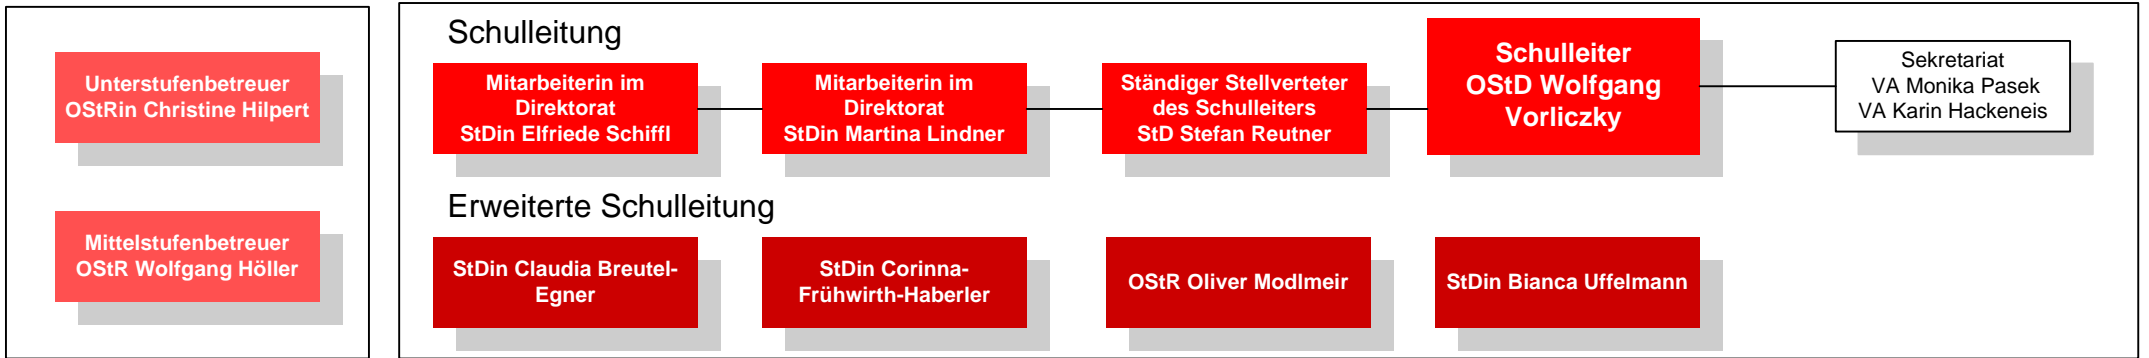 Unterstufenbetreuer
OStRin Christine Hilpert
Mittelstufenbetreuer
OStR Wolfgang Höller
Schulleitung
Mitarbeiterin im
Direktorat
StDin Elfriede Schiffl
Mitarbeiterin im
Direktorat
StDin Martina Lindner
Ständiger Stellverteter
des Schulleiters
StD Stefan Reutner
Schulleiter
OStD Wolfgang
Vorliczky
Sekretariat
VA Monika Pasek
VA Karin Hackeneis
Erweiterte Schulleitung
StDin Claudia Breutel-
Egner
StDin Corinna-
Frühwirth-Haberler
OStR Oliver Modlmeir
StDin Bianca Uffelmann